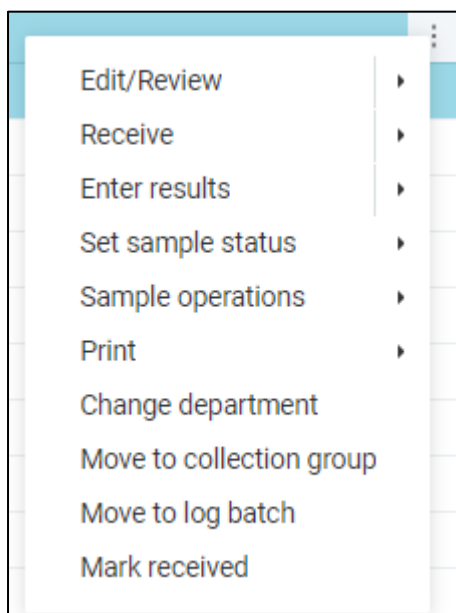 Edit/Review
Receive
Enter results
Set sample status
Sample operations
Print
Change department
Move to collection group
Move to log batch
Mark received